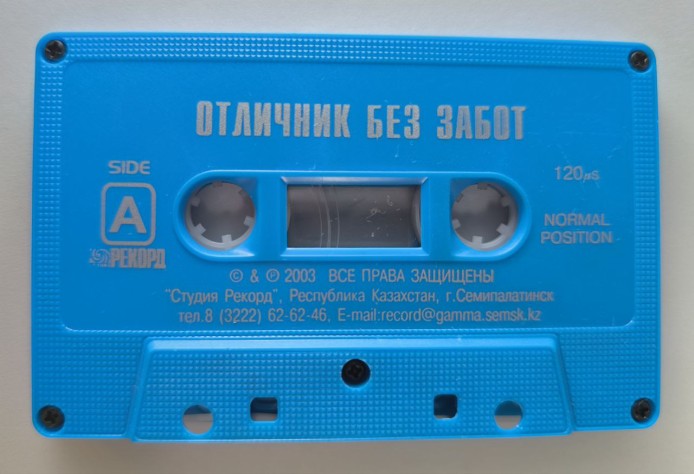 ОТЛИЧНИК БЕЗ ЗАБОТ
SIDE
A
РЕКОРД
120μS
NORMAL
POSITION
© & ℗ 2003 ВСЕ ПРАВА ЗАЩИЩЕНЫ
"Студия Рекорд", Республика Казахстан, г.Семипалатинск
тел.8 (3222) 62-62-46, E-mail:record@gamma.semsk.kz